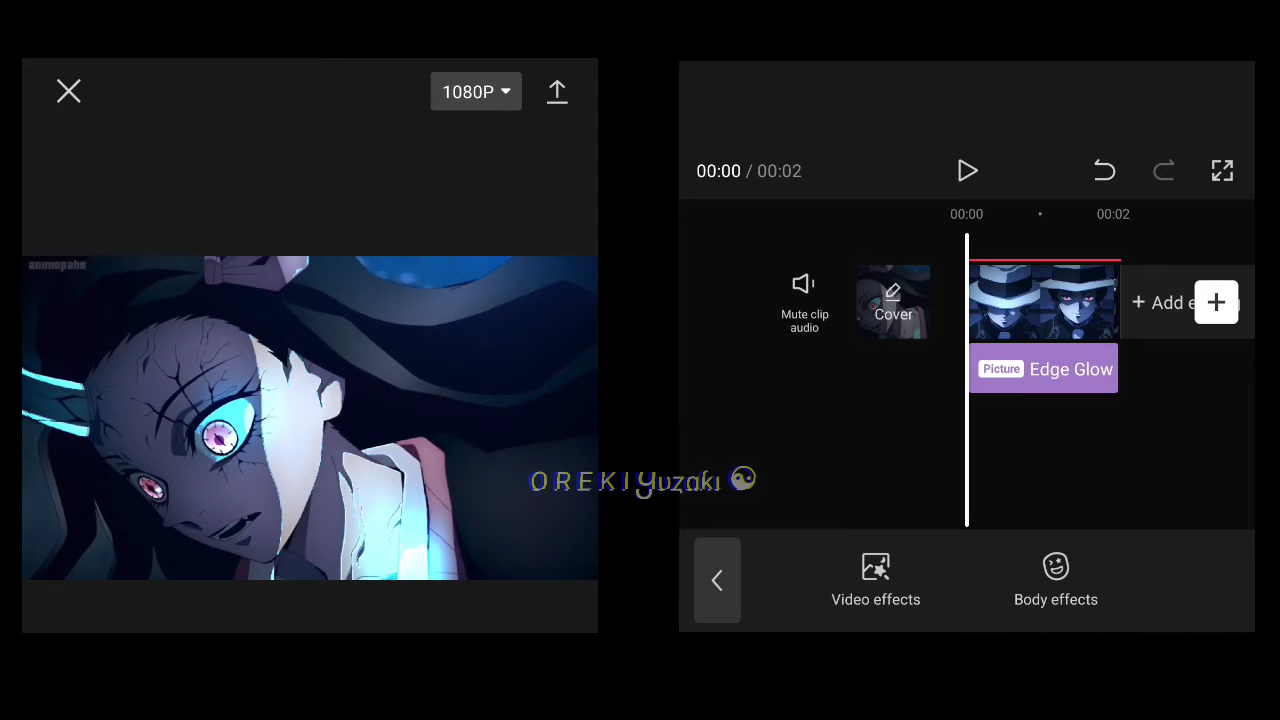 1080P
animepahe
00:00 / 00:02
00:00
00:02
Mute clip
audio
Cover
+ Add
Picture Edge Glow
OREKI Yuzaki
Video effects
Body effects